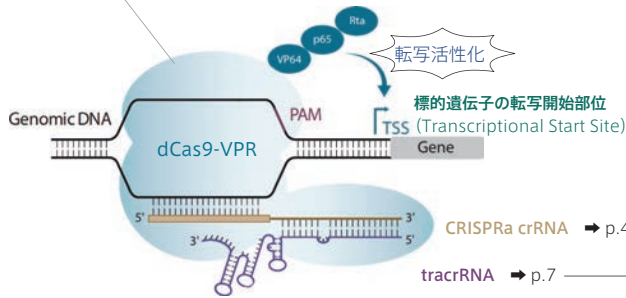 Rta
p65
VP64
転写活性化
標的遺伝子の転写開始部位
(Transcriptional Start Site)
Genomic DNA
PAM
TSS
dCas9-VPR
Gene
5'
3'
3'
5'
CRISPRa crRNA ➡ p.4
tracrRNA ➡ p.7